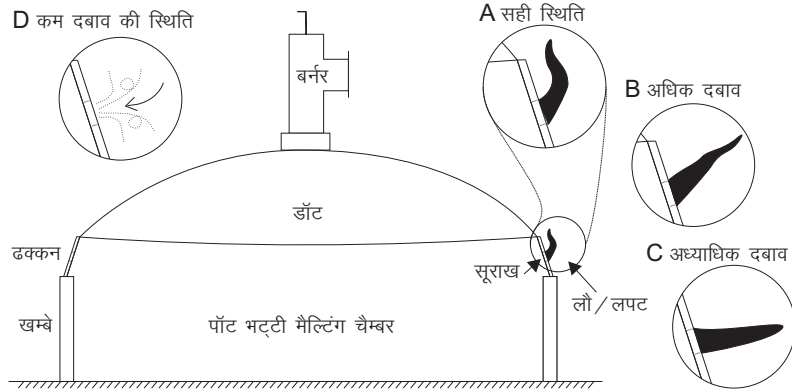 D कम दबाव की स्थिति
A सही स्थिति
बर्नर
B अधिक दबाव
डॉट
ढक्कन
सूराख
C अध्याधिक दबाव
लौ/लपट
खम्बे
पॉट भट्टी मैल्टिंग चैम्बर